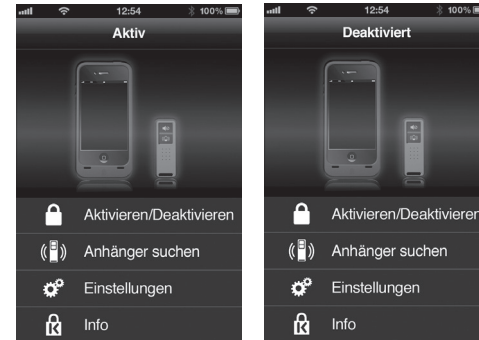 12:54 100%
Aktiv
Aktivieren/Deaktivieren
Anhänger suchen
Einstellungen
Info
12:54 100%
Deaktiviert
Aktivieren/Deaktivieren
Anhänger suchen
Einstellungen
Info